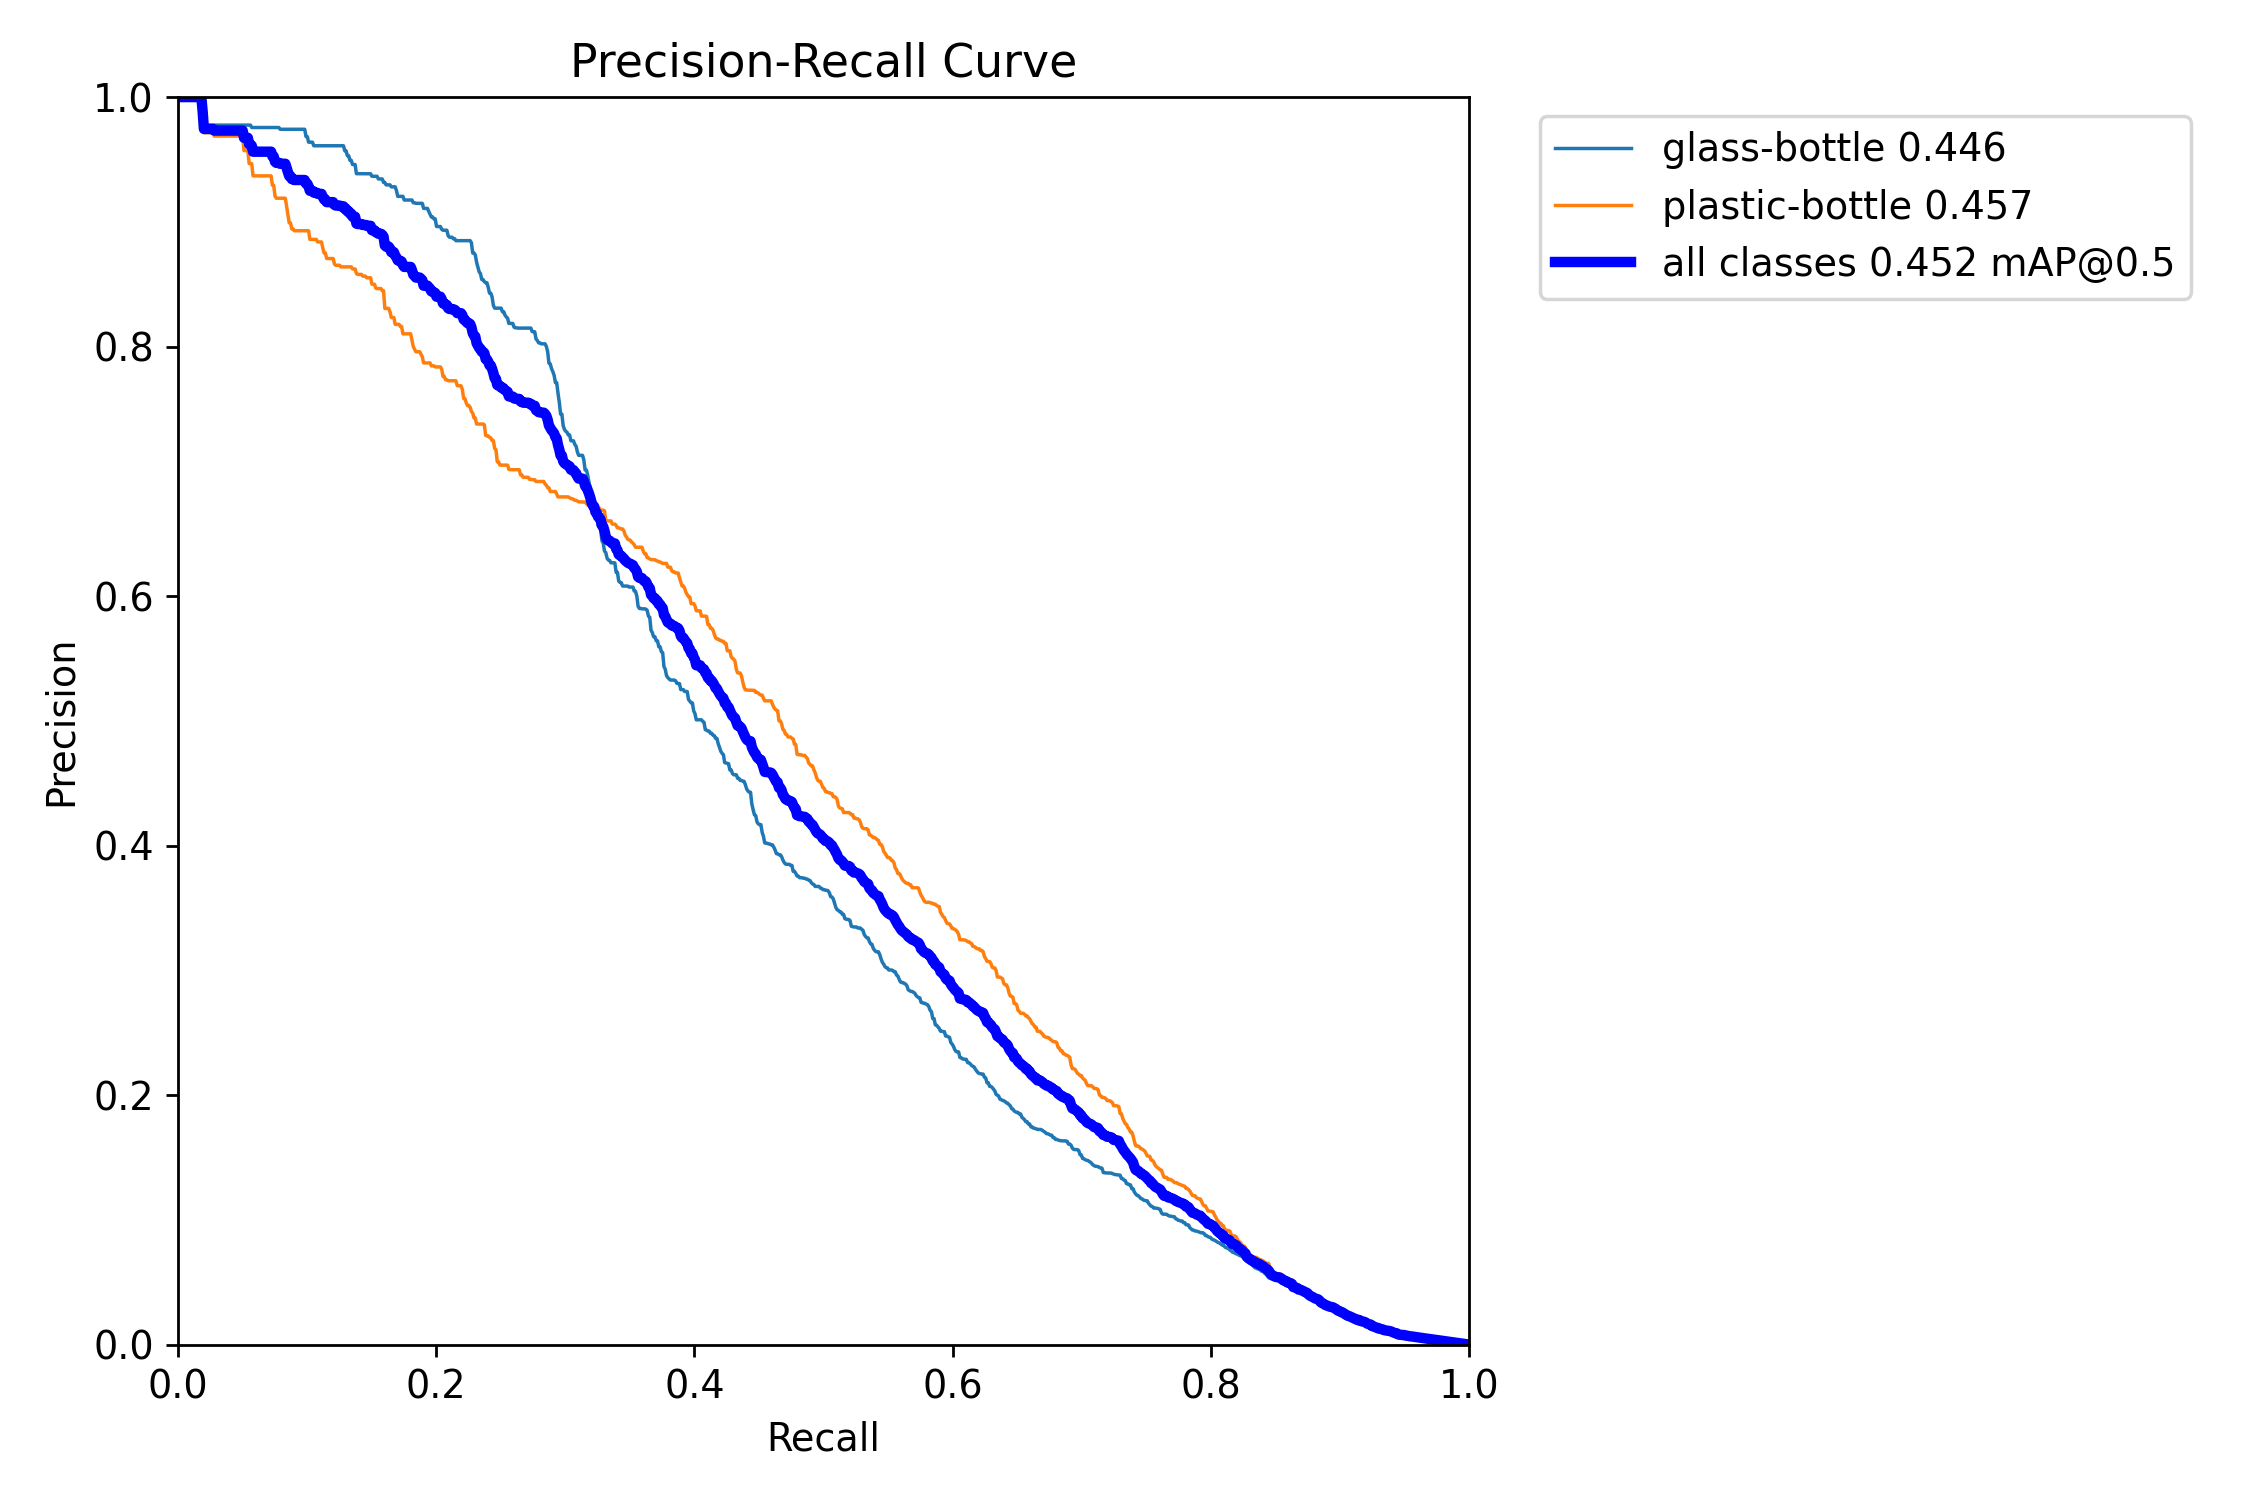 Precision-Recall Curve
glass-bottle 0.446
plastic-bottle 0.457
all classes 0.452 mAP@0.5
1.0
0.8
0.6
0.4
0.2
0.0
Precision
0.0 0.2 0.4 0.6 0.8 1.0
Recall